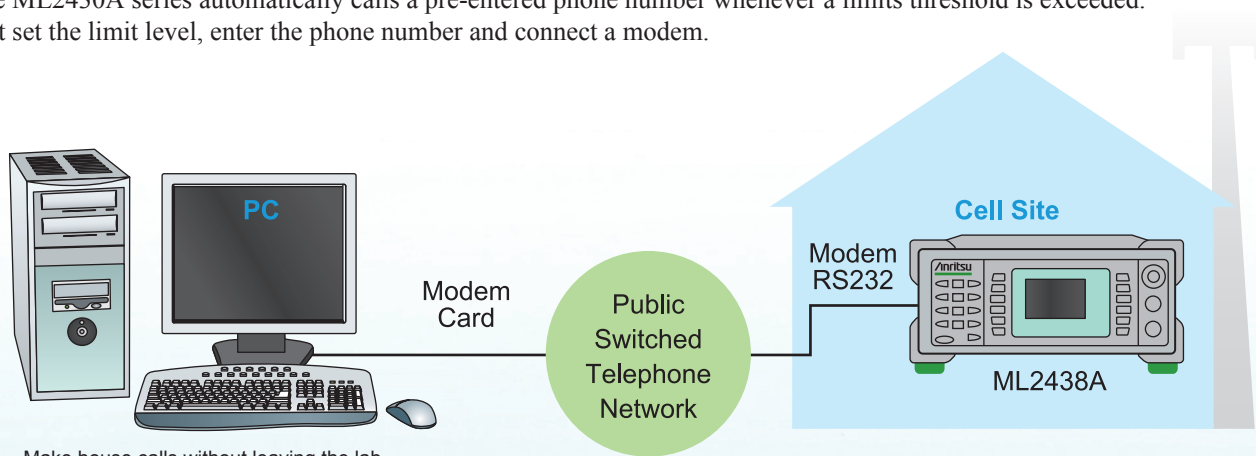 ML2430A series automatically calls a pre-entered phone number whenever a limits threshold is exceeded.
set the limit level, enter the phone number and connect a modem.
PC
Cell Site
Modem
RS232
Anritsu
Modem
Card
Public
Switched
Telephone
Network
ML2438A
Make house calls without leaving the lab